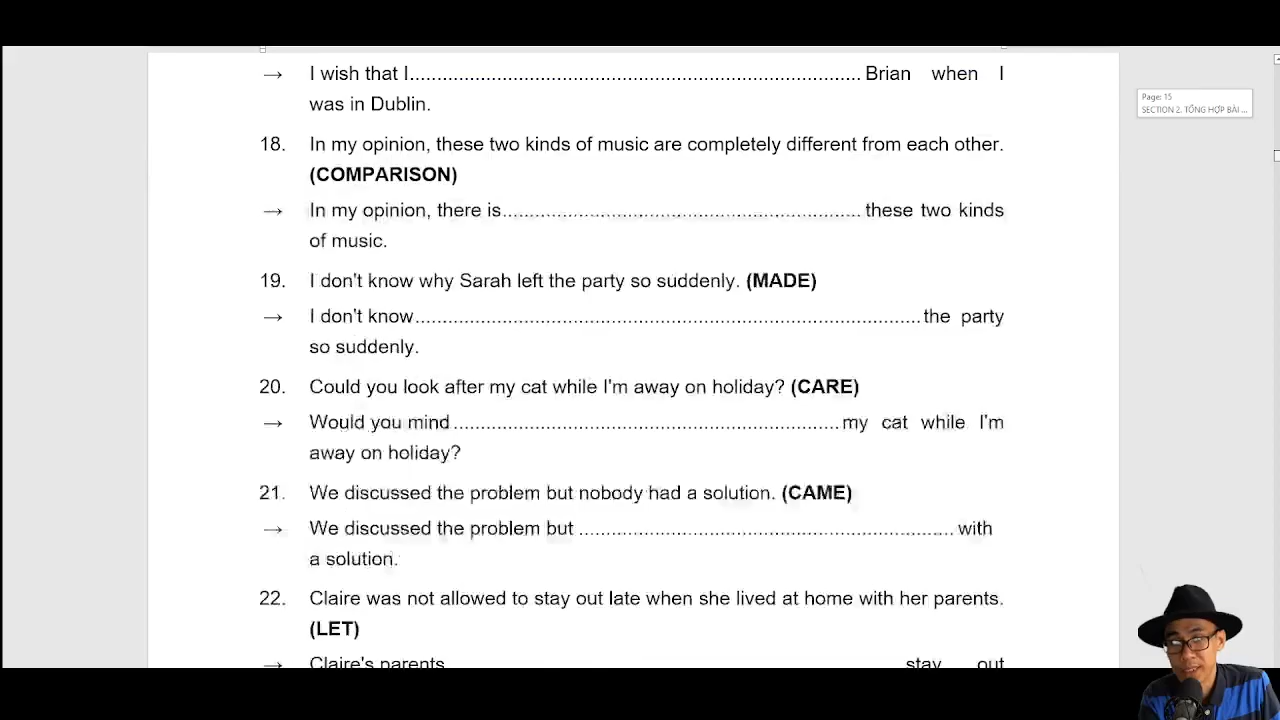 → I wish that I.................................................................................... Brian when I
was in Dublin.
Page: 15
SECTION 2. TỔNG HỢP BÀI ...
18. In my opinion, these two kinds of music are completely different from each other.
(COMPARISON)
→ In my opinion, there is................................................................... these two kinds
of music.
19. I don't know why Sarah left the party so suddenly. (MADE)
→ I don't know.............................................................................................. the party
so suddenly.
20. Could you look after my cat while I'm away on holiday? (CARE)
→ Would you mind........................................................................ my cat while I'm
away on holiday?
21. We discussed the problem but nobody had a solution. (CAME)
→ We discussed the problem but ...................................................................... with
a solution.
22. Claire was not allowed to stay out late when she lived at home with her parents.
(LET)
→ Claire's parents stay out